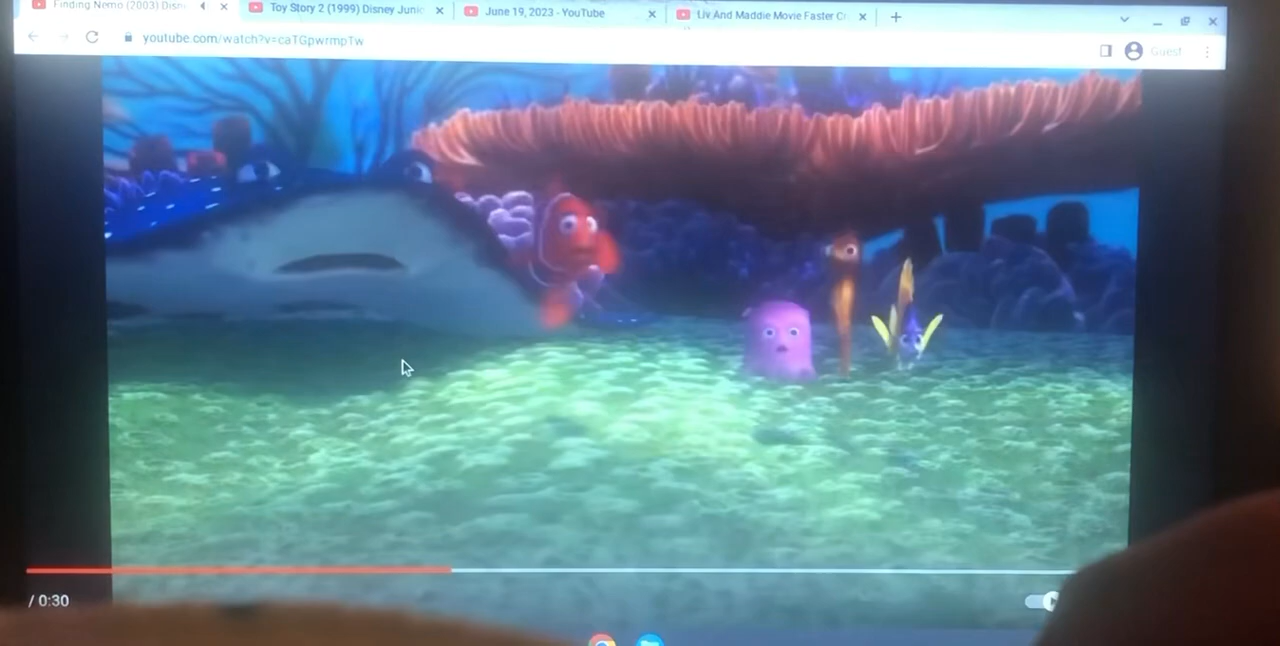 Finding Nemo (2003) Disn
Toy Story 2 (1999) Disney Junio
June 19, 2023 - YouTube
Liv And Maddie Movie Faster Cr
youtube.com/watch?v=caTGpwrmpTw
Guest
/ 0:30